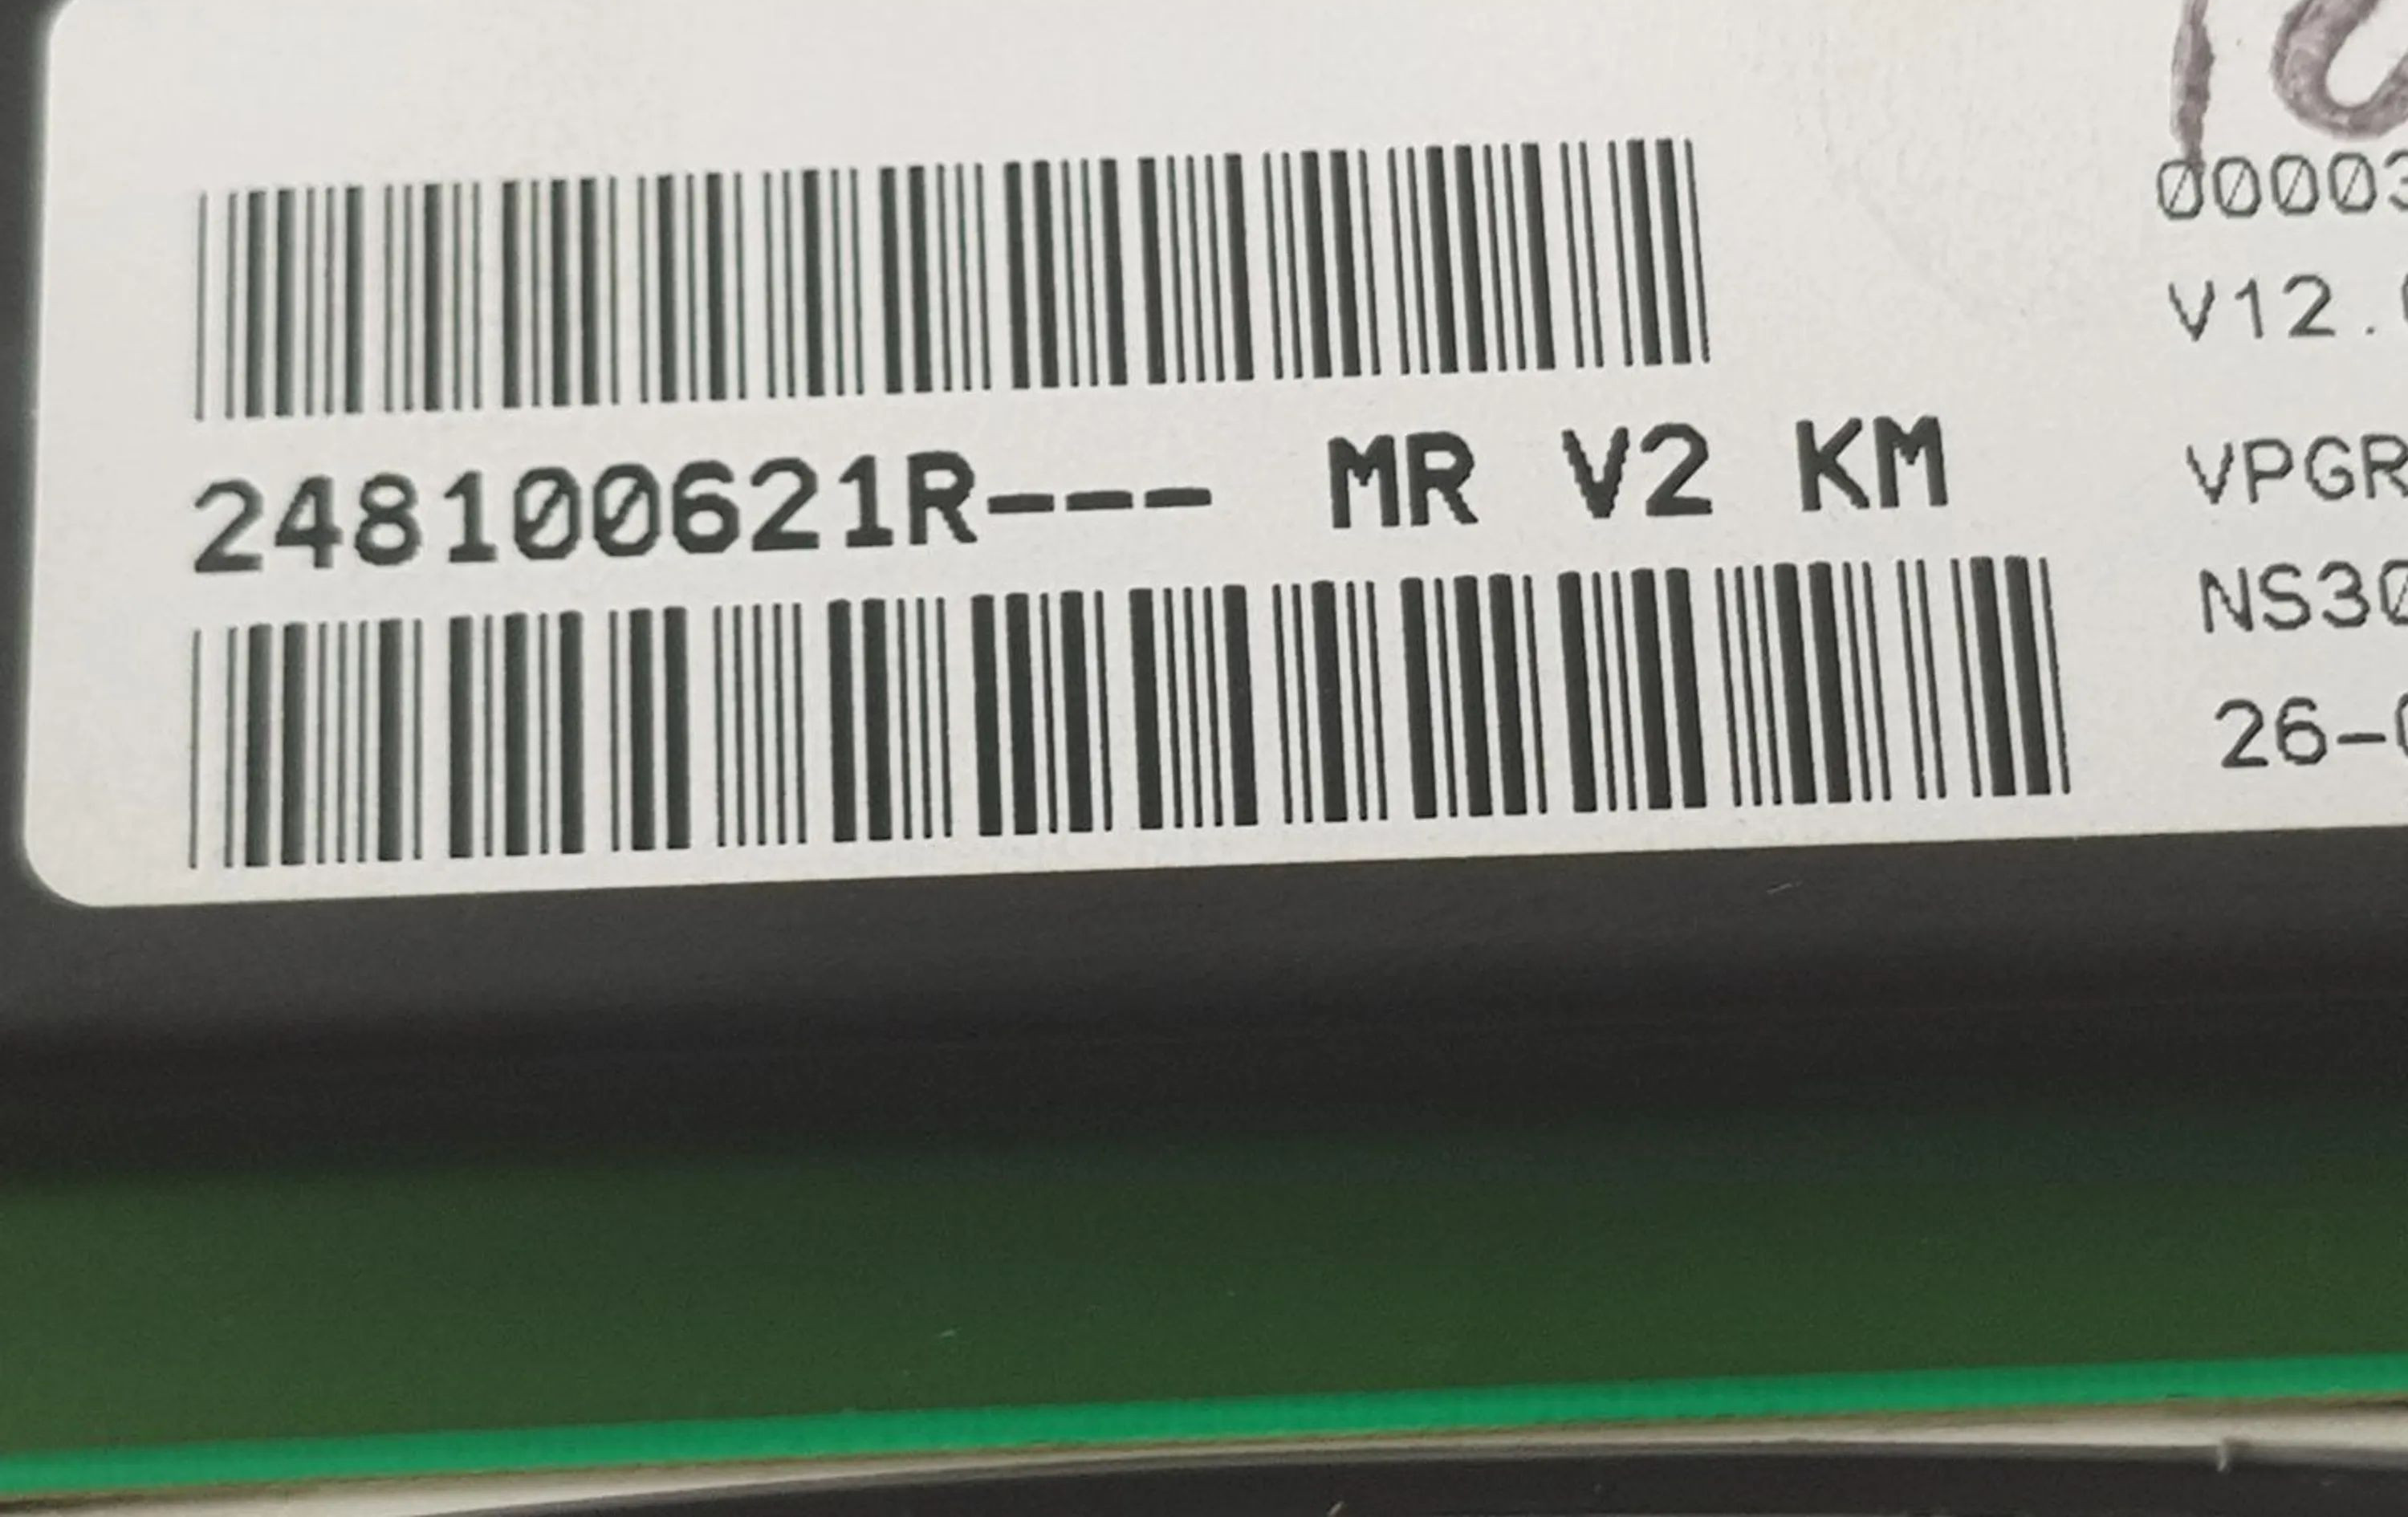 248100621R--- MR V2 KM
V12.
VPGR
NS30
26-